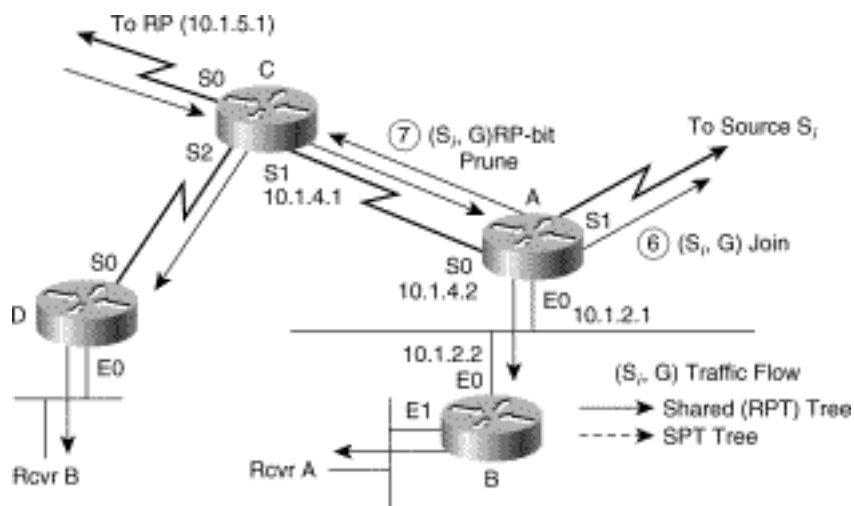 To RP (10.1.5.1)
S0
C
7 (Si, G)RP-bit
Prune
To Source Si
S2
S1
10.1.4.1
A
S1
6 (Si, G) Join
S0
S0
10.1.4.2
E0
10.1.2.1
D
E0
10.1.2.2
E0
(Si, G) Traffic Flow
Shared (RPT) Tree
SPT Tree
E1
Rcvr B
Rcvr A
B